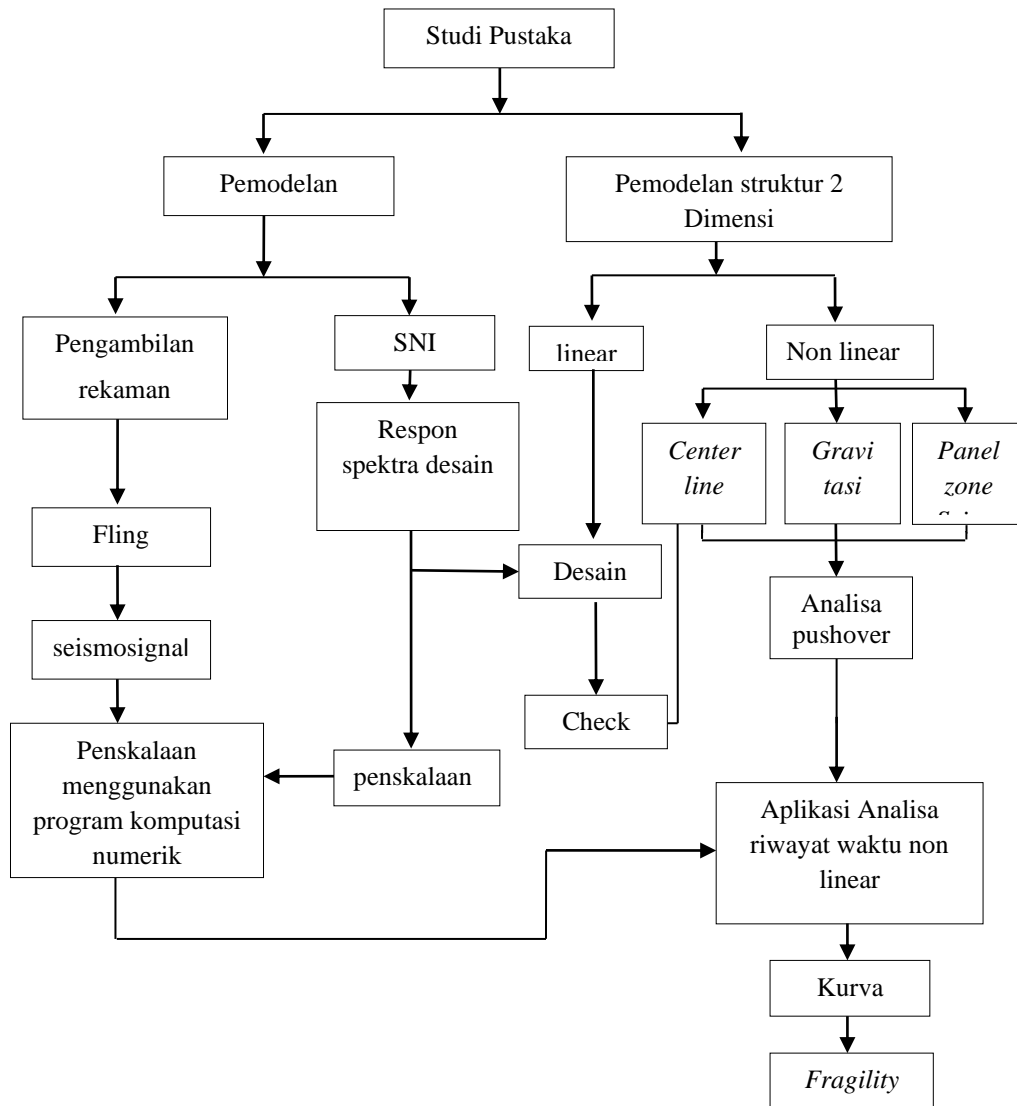 Studi Pustaka
Pemodelan
Pemodelan struktur 2
Dimensi
Pengambilan
rekaman
SNI
linear
Non linear
Respon
spektra desain
Center
line
Gravi
tasi
Panel
zone
Fling
Desain
Analisa
pushover
seismosignal
Check
Penskalaan
menggunakan
program komputasi
numerik
penskalaan
Aplikasi Analisa
riwayat waktu non
linear
Kurva
Fragility